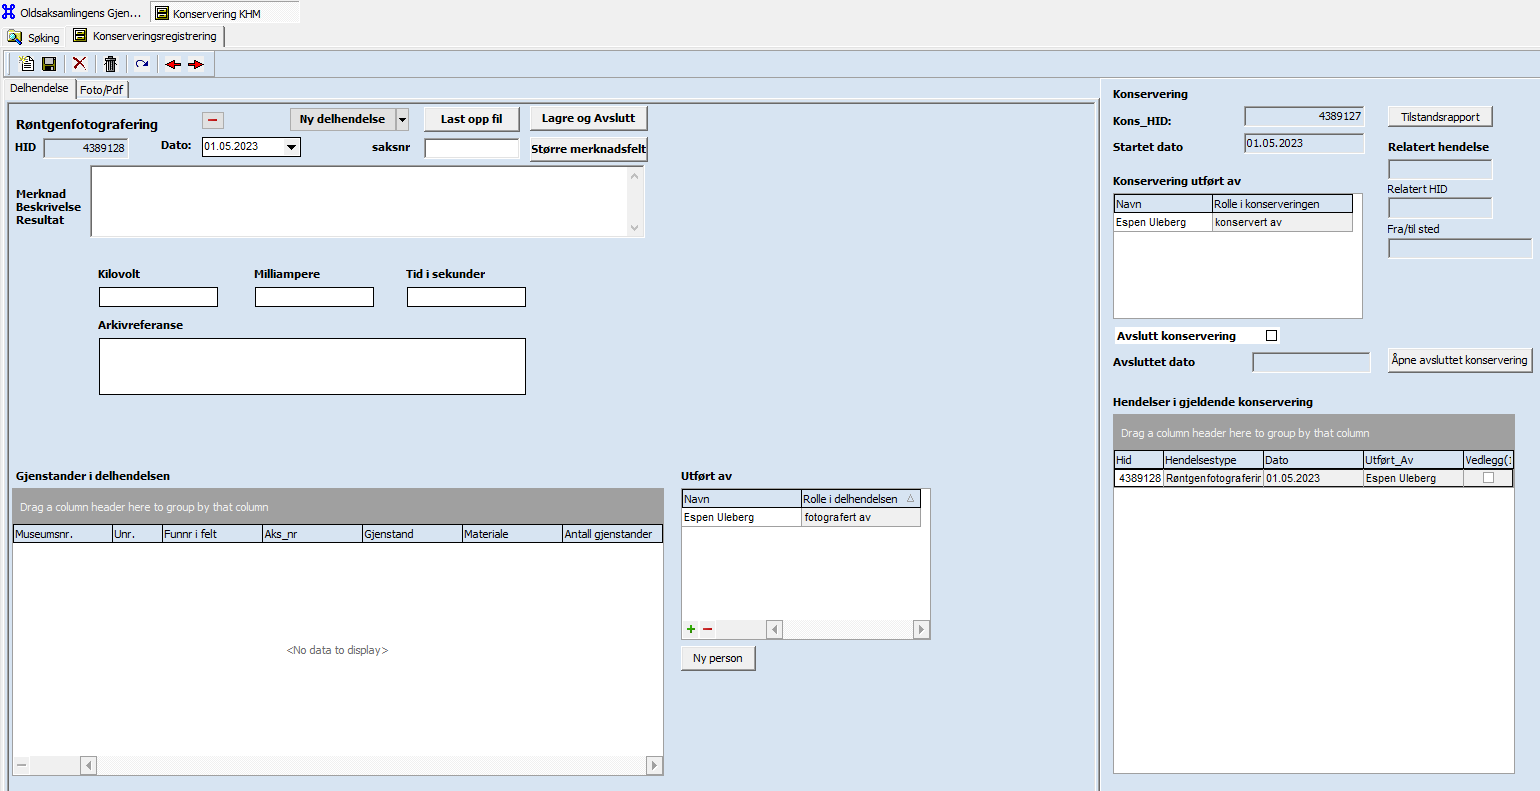 Oldsaksamlingens Gjen...
Konservering KHM
Søking
Konserveringsregistrering
Delhendelse
Foto/Pdf
Røntgenfotografering
Ny delhendelse
Last opp fil
Lagre og Avslutt
HID
4389128
Dato:
01.05.2023
saksnr
Større merknadsfelt
Merknad
Beskrivelse
Resultat
Kilovolt
Milliampere
Tid i sekunder
Arkivreferanse
Gjenstander i delhendelsen
Drag a column header here to group by that column
Museumsnr.
Unr.
Funnr i felt
Aks_nr
Gjenstand
Materiale
Antall gjenstander
<No data to display>
Utført av
Navn
Rolle i delhendelsen
Espen Uleberg
fotografert av
Ny person
Konservering
Kons_HID:
4389127
Tilstandsrapport
Startet dato
01.05.2023
Relatert hendelse
Relatert HID
Fra/til sted
Konservering utført av
Navn
Rolle i konserveringen
Espen Uleberg
konservert av
Avslutt konservering
Avsluttet dato
Åpne avsluttet konservering
Hendelser i gjeldende konservering
Drag a column header here to group by that column
Hid
Hendelsestype
Dato
Utført_Av
Vedlegg(:
4389128
Røntgenfotograferir
01.05.2023
Espen Uleberg